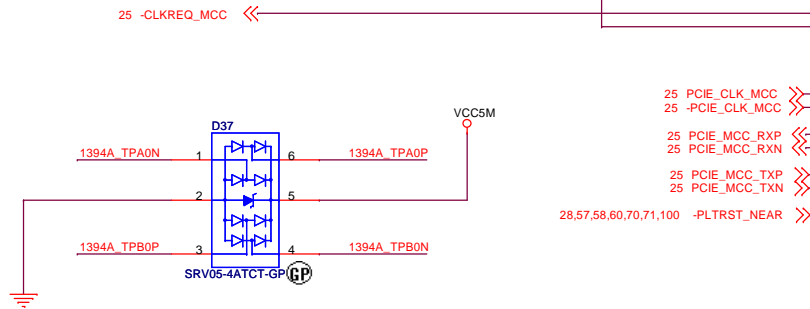 25 -CLKREQ_MCC
VCC5M
25 PCIE_CLK_MCC
25 -PCIE_CLK_MCC
D37
1394A_TPA0N 1 6 1394A_TPA0P
25 PCIE_MCC_RXP
25 PCIE_MCC_RXN
25 PCIE_MCC_TXP
25 PCIE_MCC_TXN
2 5
28,57,58,60,70,71,100 -PLTRST_NEAR
1394A_TPB0P 3 4 1394A_TPB0N
SRV05-4ATCT-GP GP